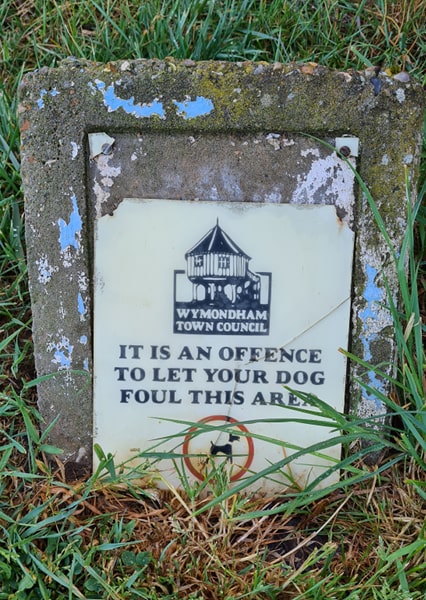 WYMONDHAM
TOWN COUNCIL
IT IS AN OFFENCE
TO LET YOUR DOG
FOUL THIS AREA